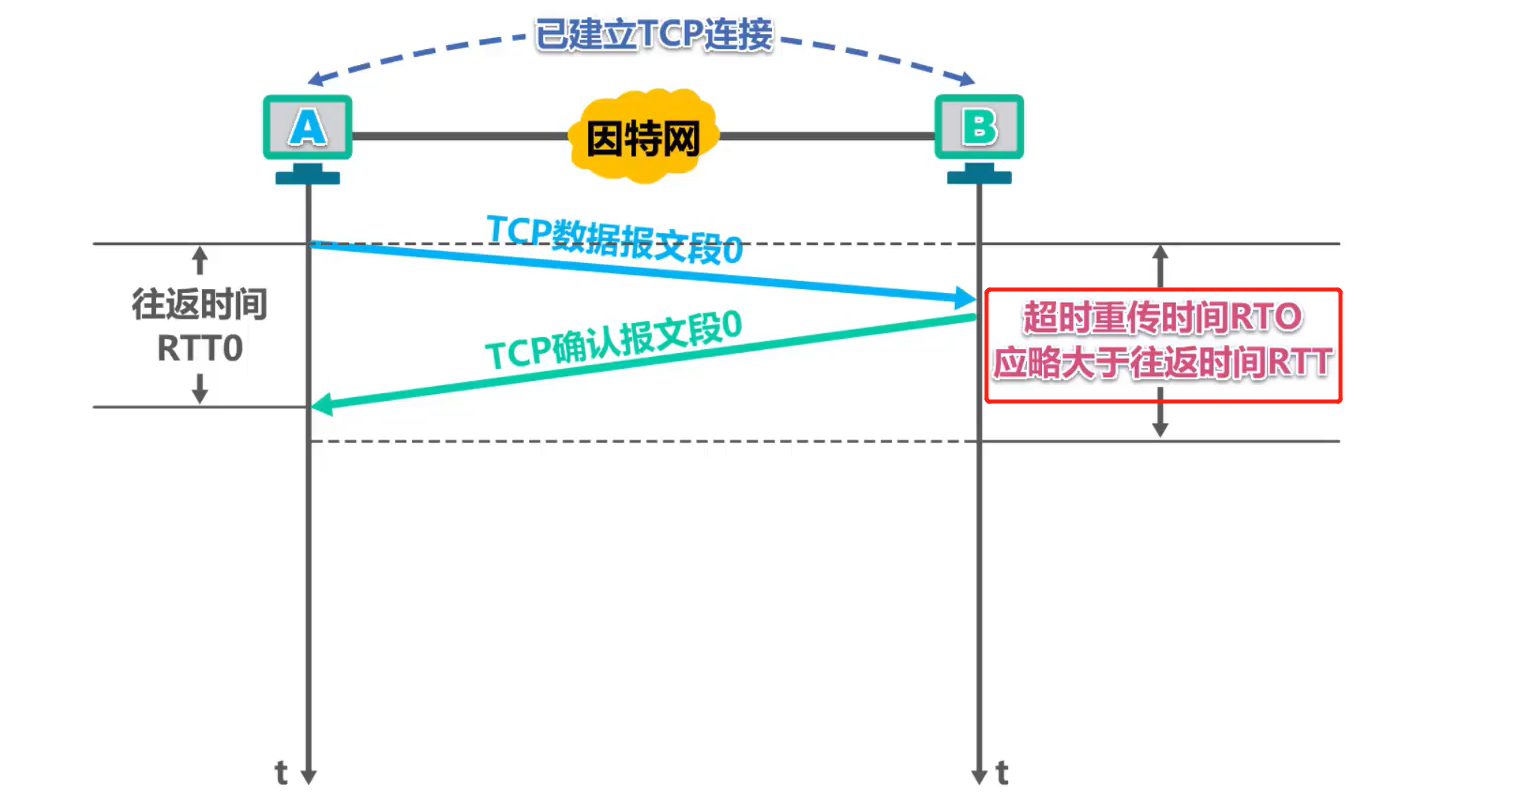 已建立TCP连接
A
因特网
B
TCP数据报文段0
往返时间
RTT0
TCP确认报文段0
超时重传时间RTO
应略大于往返时间RTT
t
t